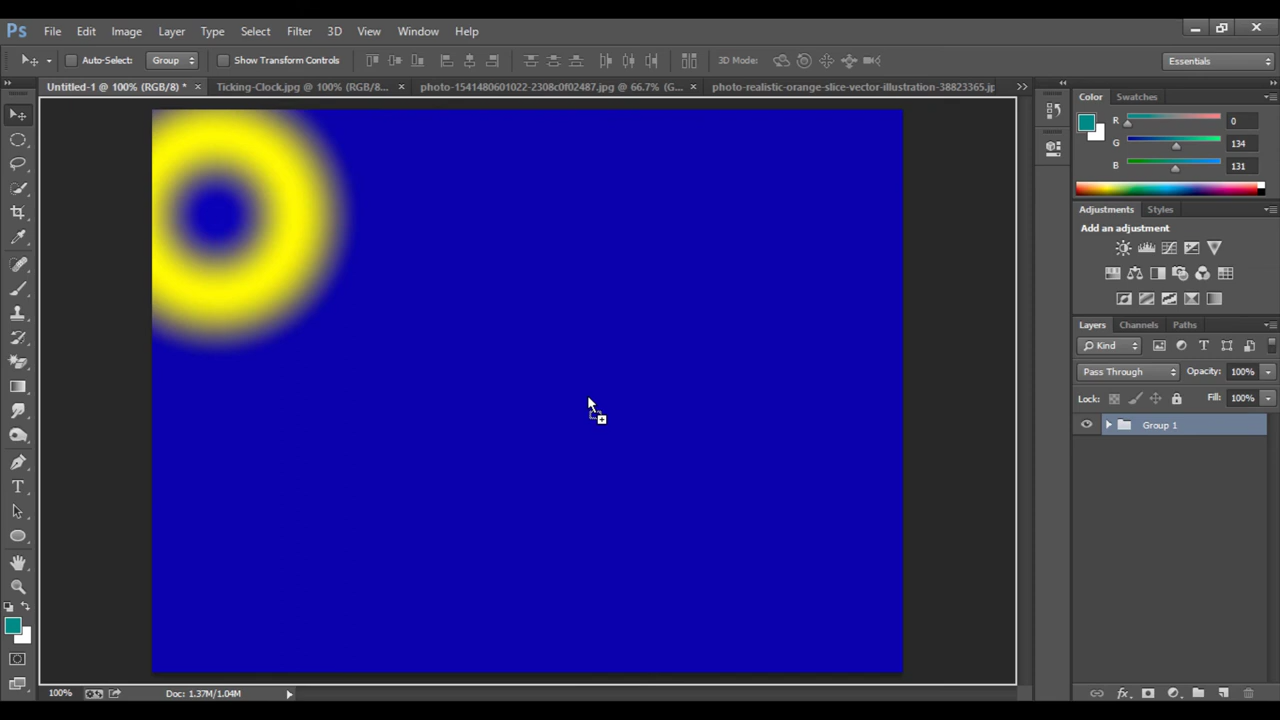 Ps File Edit Image Layer Type Select Filter 3D View Window Help
Auto-Select: Group Show Transform Controls 3D Mode: Essentials
Untitled-1 @ 100% (RGB/8) * Ticking-Clock.jpg @ 100% (RGB/8... photo-1541480601022-2308c0f02487.jpg @ 66.7% (G... photo-realistic-orange-slice-vector-illustration-38823365.jpg
Color Swatches
R 0
G 134
B 131
Adjustments Styles
Add an adjustment
Layers Channels Paths
Kind T
Pass Through Opacity: 100%
Lock: Fill: 100%
Group 1
T
fx
100% Doc: 1.37M/1.04M